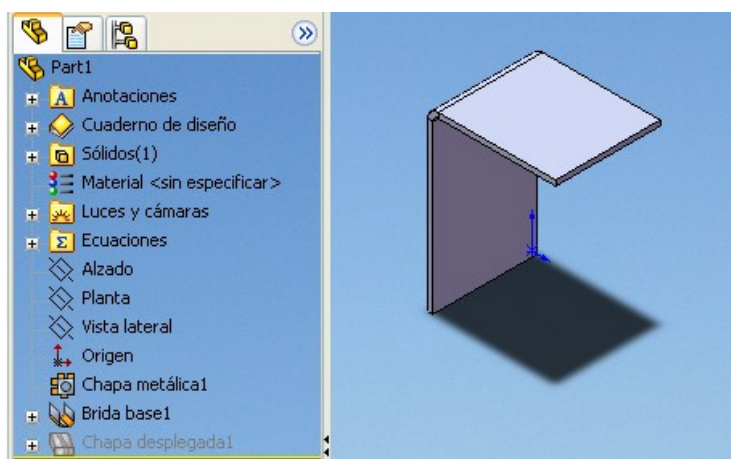 Part1
Anotaciones
Cuaderno de diseño
Sólidos(1)
Material <sin especificar>
Luces y cámaras
Ecuaciones
Alzado
Planta
Vista lateral
Origen
Chapa metálica1
Brida base1
Chapa desplegada1